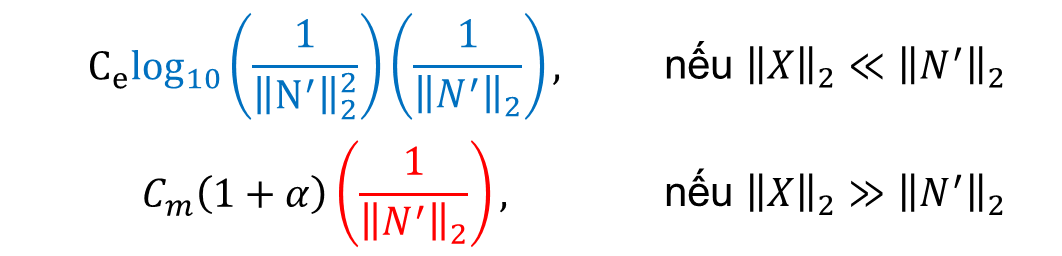 C_e log_10 (1 / ‖N′‖_2^2) (1 / ‖N′‖_2), nếu ‖X‖_2 ≪ ‖N′‖_2
C_m(1 + α) (1 / ‖N′‖_2), nếu ‖X‖_2 ≫ ‖N′‖_2